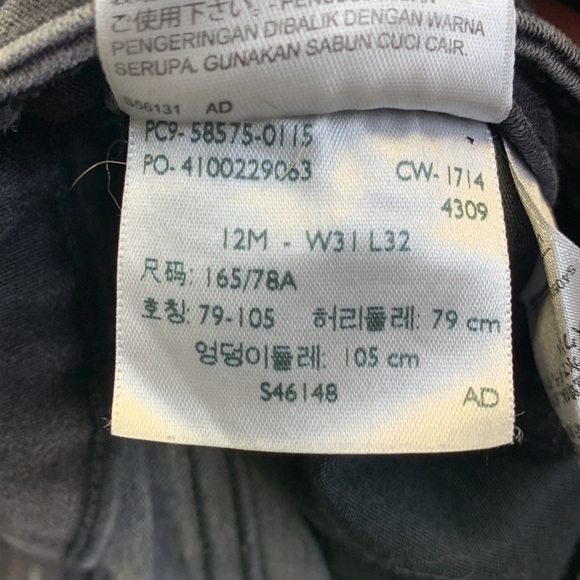 ご使用下さい。
PENGERINGAN DIBALIK DENGAN WARNA
SERUPA. GUNAKAN SABUN CUCI CAIR.
S56131 AD
PC9-58575-0115
PO-4100229063 CW-1714
4309
12M - W31 L32
尺码: 165/78A
호칭: 79-105 허리둘레: 79 cm
엉덩이둘레: 105 cm
S46148 AD